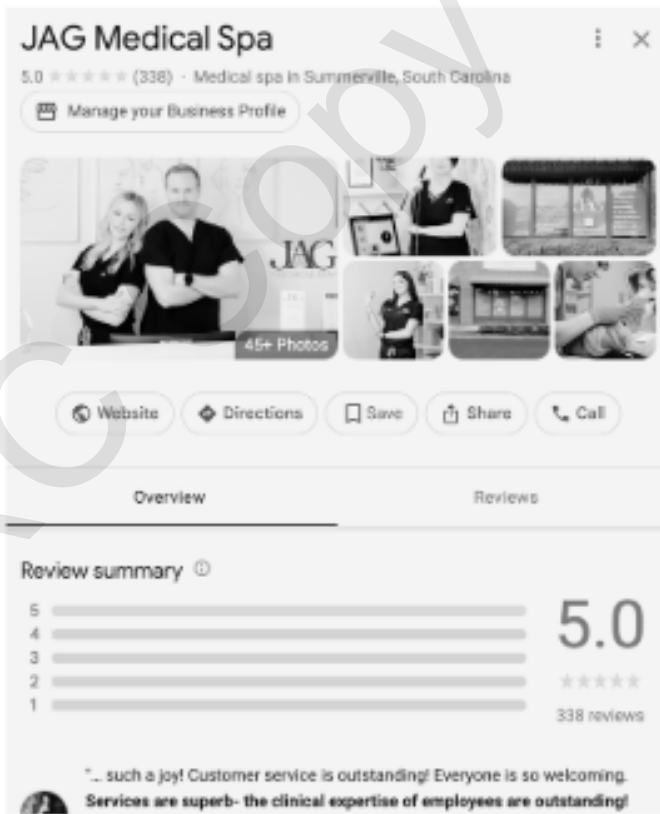 JAG Medical Spa
5.0 ★★★★★ (338) · Medical spa in Summerville, South Carolina
Manage your Business Profile
JAG
45+ Photos
Website
Directions
Save
Share
Call
Overview
Reviews
Review summary
5
4
3
2
1
5.0
338 reviews
"... such a joy! Customer service is outstanding! Everyone is so welcoming.
Services are superb- the clinical expertise of employees are outstanding!
C Copy